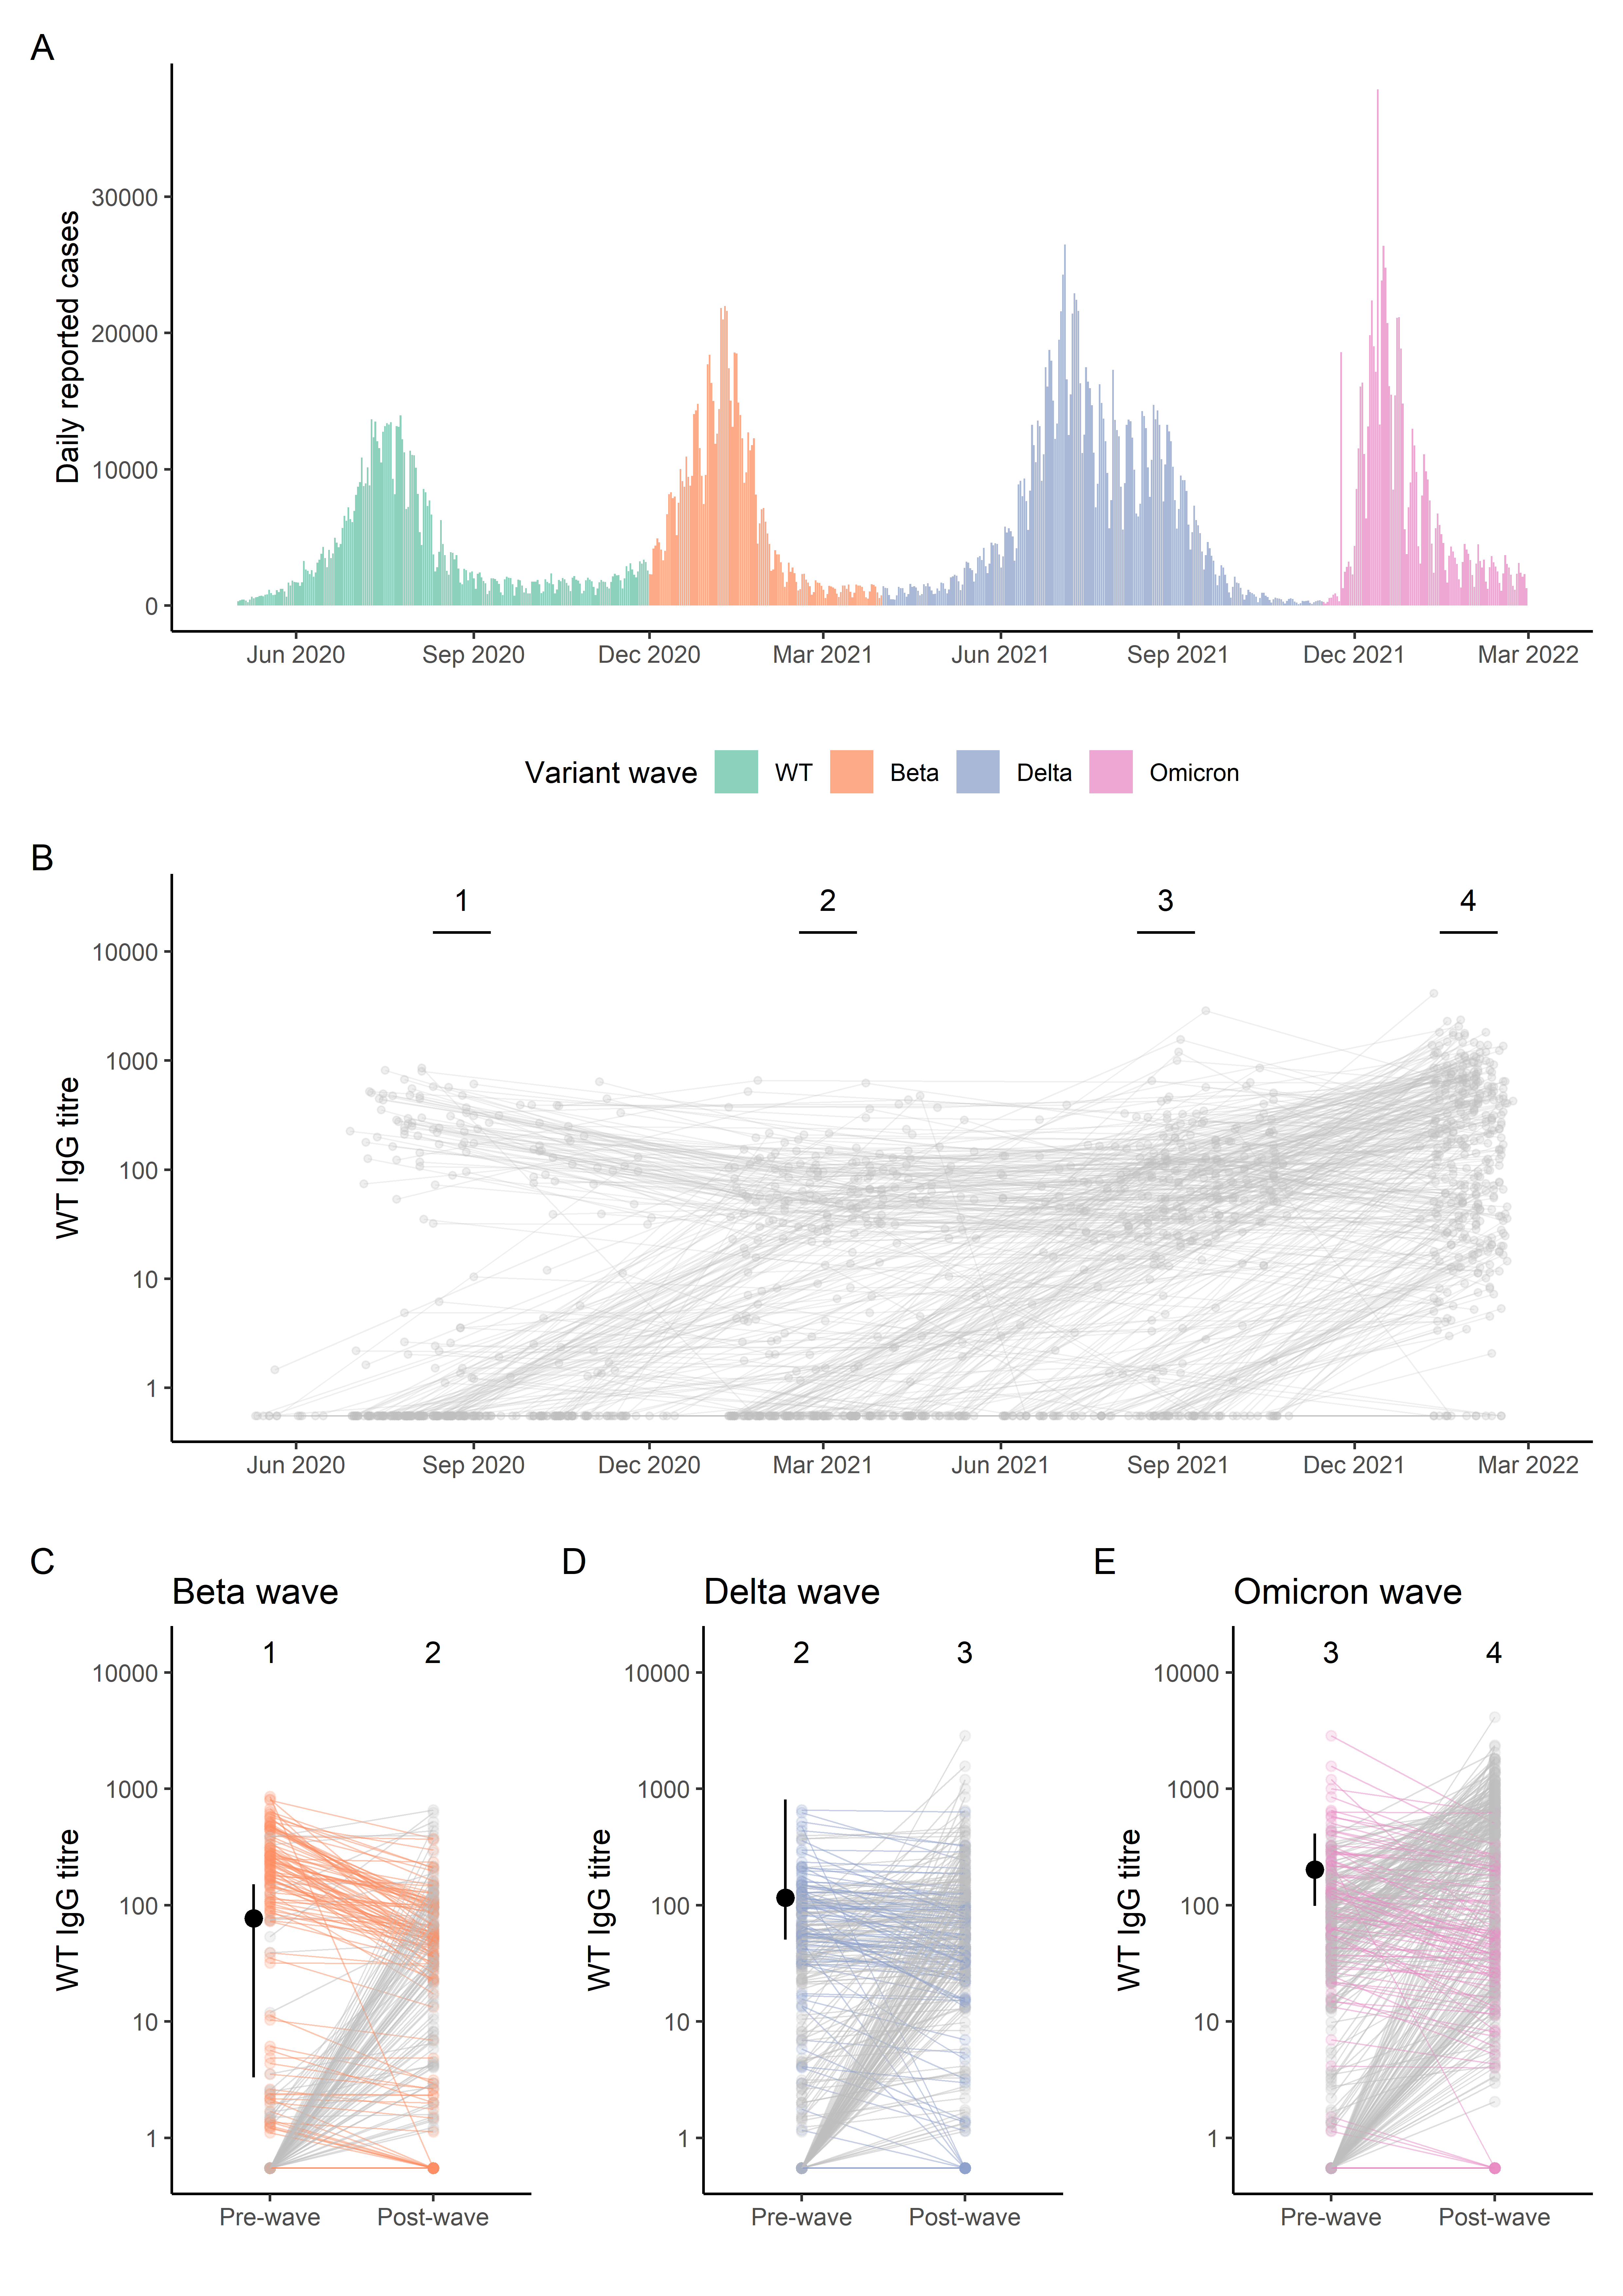 A
Daily reported cases
30000
20000
10000
0
Jun 2020 Sep 2020 Dec 2020 Mar 2021 Jun 2021 Sep 2021 Dec 2021 Mar 2022
Variant wave WT Beta Delta Omicron
B
WT IgG titre
1 2 3 4
10000
1000
100
10
1
Jun 2020 Sep 2020 Dec 2020 Mar 2021 Jun 2021 Sep 2021 Dec 2021 Mar 2022
C
Beta wave
1 2
WT IgG titre
10000
1000
100
10
1
Pre-wave Post-wave
D
Delta wave
2 3
WT IgG titre
10000
1000
100
10
1
Pre-wave Post-wave
E
Omicron wave
3 4
WT IgG titre
10000
1000
100
10
1
Pre-wave Post-wave